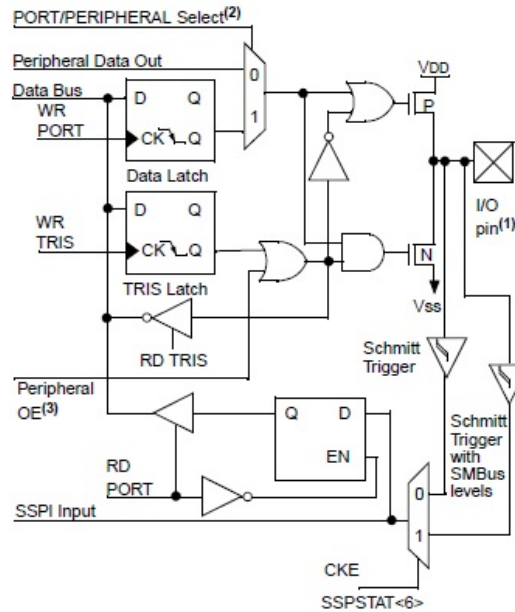 PORT/PERIPHERAL Select(2)
Peripheral Data Out
Data Bus
WR
PORT
D Q
CK Q
Data Latch
0
1
VDD
P
I/O
pin(1)
WR
TRIS
D Q
CK Q
TRIS Latch
N
Vss
RD TRIS
Schmitt
Trigger
Peripheral
OE(3)
Q D
EN
Schmitt
Trigger
with
SMBus
levels
RD
PORT
SSPI Input
0
1
CKE
SSPSTAT<6>